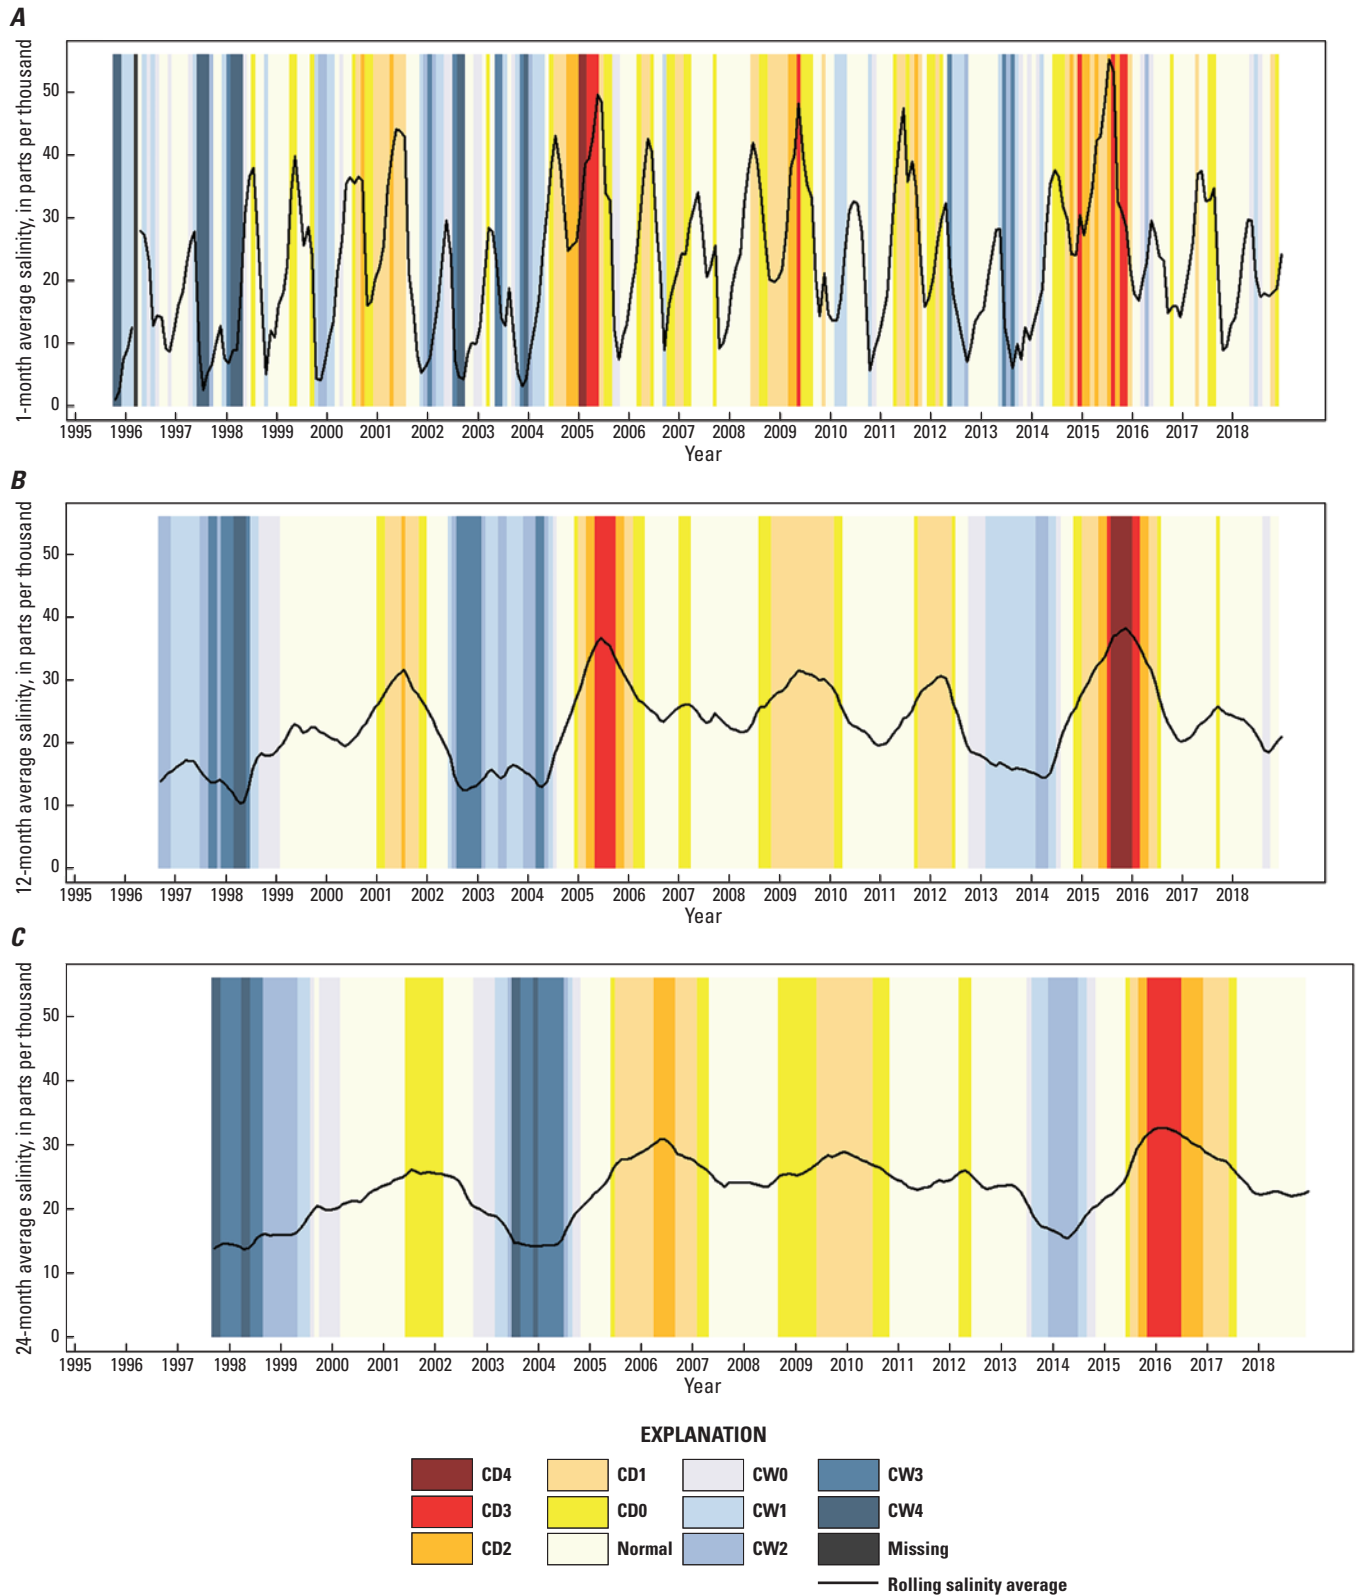 A
1-month average salinity, in parts per thousand
50
40
30
20
10
0
1995 1996 1997 1998 1999 2000 2001 2002 2003 2004 2005 2006 2007 2008 2009 2010 2011 2012 2013 2014 2015 2016 2017 2018
Year
B
12-month average salinity, in parts per thousand
50
40
30
20
10
0
1995 1996 1997 1998 1999 2000 2001 2002 2003 2004 2005 2006 2007 2008 2009 2010 2011 2012 2013 2014 2015 2016 2017 2018
Year
C
24-month average salinity, in parts per thousand
50
40
30
20
10
0
1995 1996 1997 1998 1999 2000 2001 2002 2003 2004 2005 2006 2007 2008 2009 2010 2011 2012 2013 2014 2015 2016 2017 2018
Year
EXPLANATION
CD4 CD1 CW0 CW3
CD3 CD0 CW1 CW4
CD2 Normal CW2 Missing
Rolling salinity average